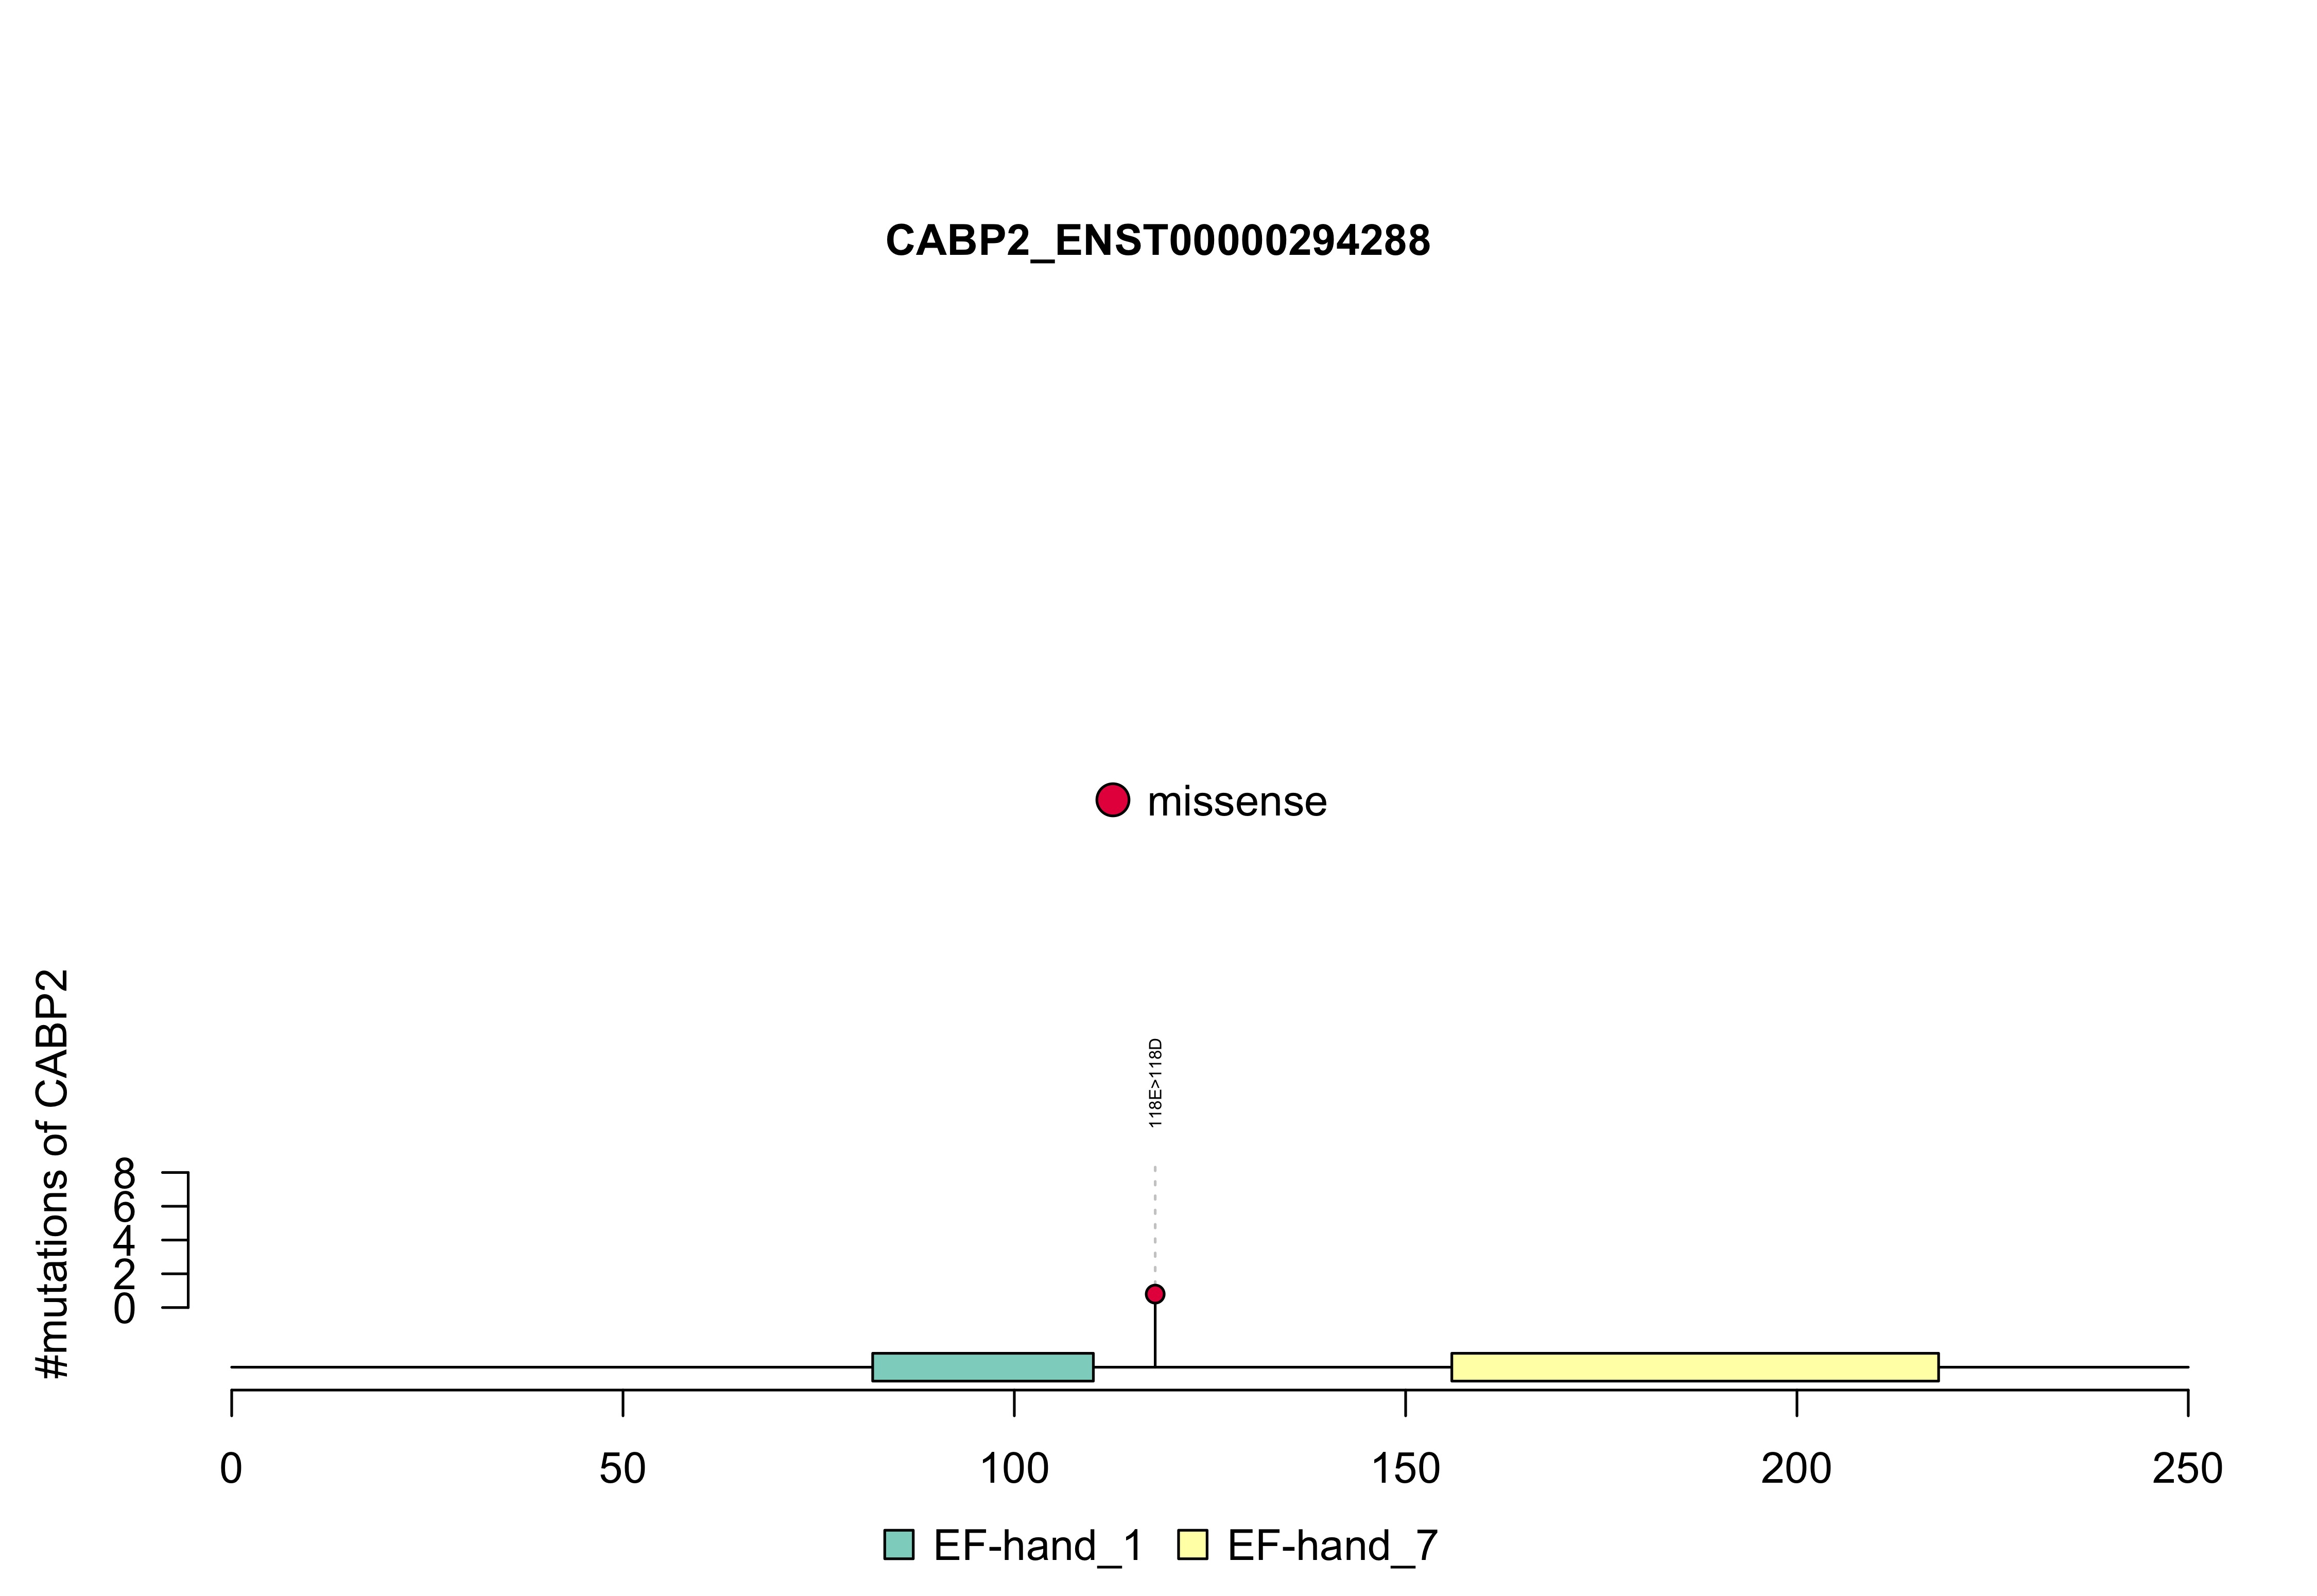 CABP2_ENST00000294288
missense
#mutations of CABP2
118E>118D
8
6
4
2
0
0 50 100 150 200 250
EF-hand_1 EF-hand_7